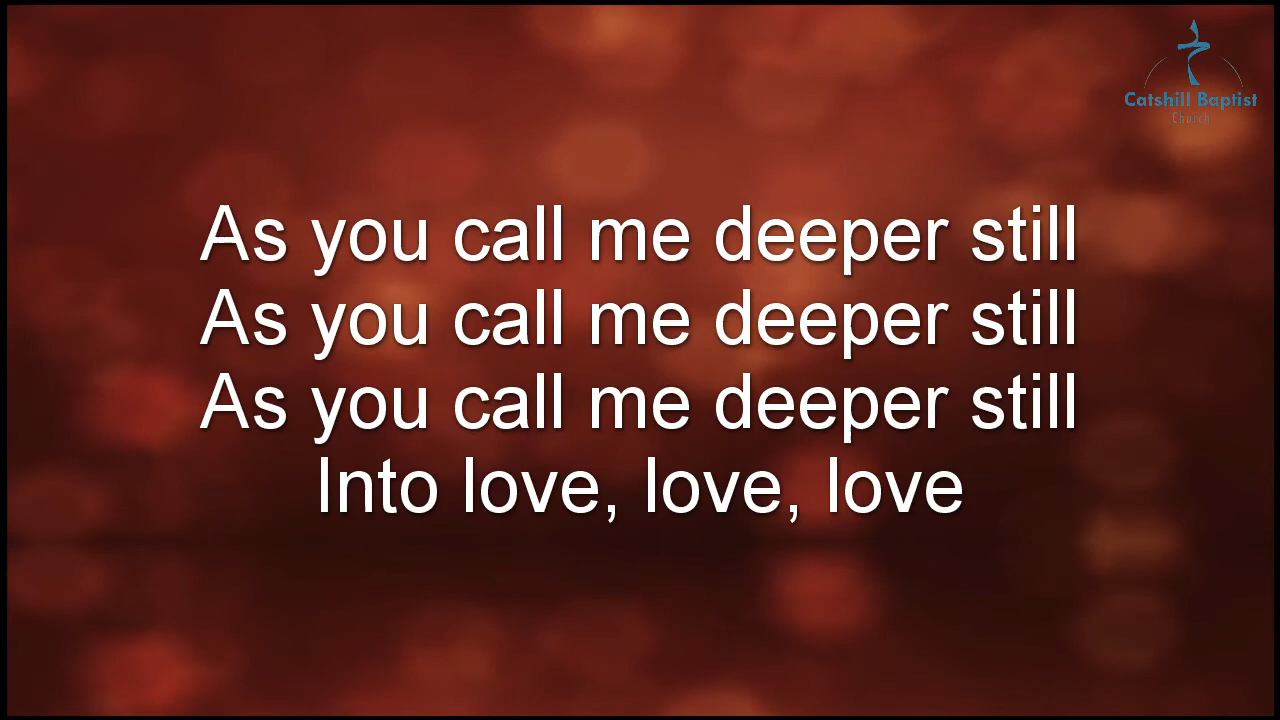 Catshill Baptist
Church
As you call me deeper still
As you call me deeper still
As you call me deeper still
Into love, love, love